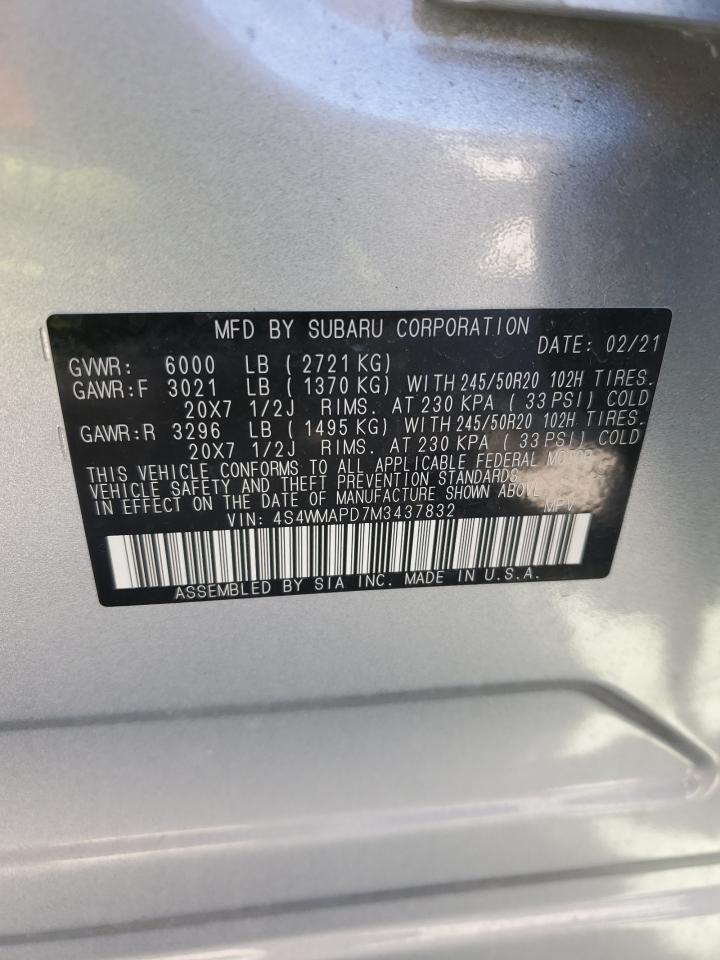 MFD BY SUBARU CORPORATION DATE: 02/21
GVWR: 6000 LB ( 2721 KG)
GAWR:F 3021 LB ( 1370 KG) WITH 245/50R20 102H TIRES.
20X7 1/2J RIMS. AT 230 KPA ( 33 PSI) COLD
GAWR:R 3296 LB ( 1495 KG) WITH 245/50R20 102H TIRES.
20X7 1/2J RIMS. AT 230 KPA ( 33 PSI) COLD
THIS VEHICLE CONFORMS TO ALL APPLICABLE FEDERAL MOTOR
VEHICLE SAFETY AND THEFT PREVENTION STANDARDS
IN EFFECT ON THE DATE OF MANUFACTURE SHOWN ABOVE
VIN: 4S4WMAPD7M3437832 MPV
ASSEMBLED BY SIA INC. MADE IN U.S.A.